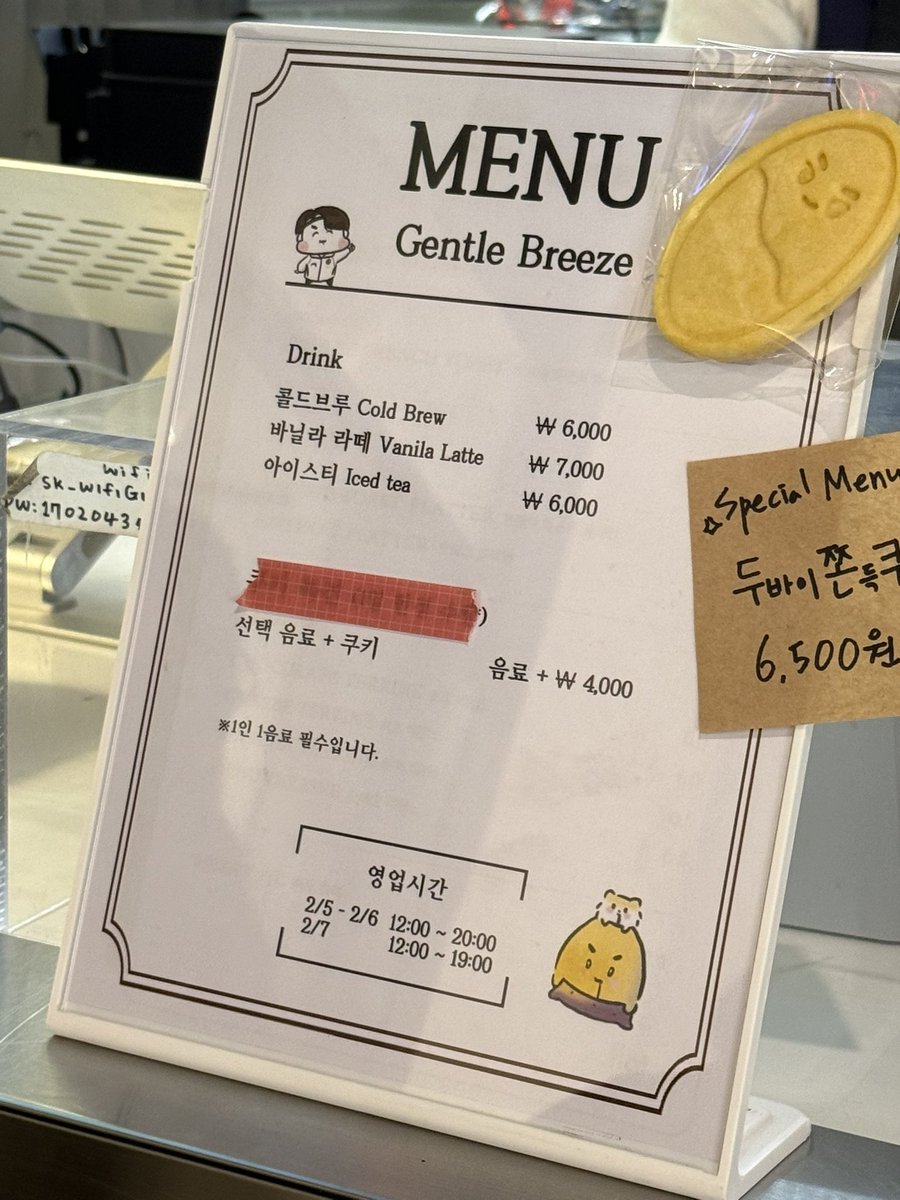 MENU
Gentle Breeze
Drink
콜드브루 Cold Brew ₩ 6,000
바닐라 라떼 Vanila Latte ₩ 7,000
아이스티 Iced tea ₩ 6,000
선택 음료 + 쿠키
음료 + ₩ 4,000
※1인 1음료 필수입니다.
영업시간
2/5 - 2/6 12:00 ~ 20:00
2/7 12:00 ~ 19:00
Special Menu
두바이쫀득쿠
6,500원
wifi
SK-WifiGi
PW:17020434